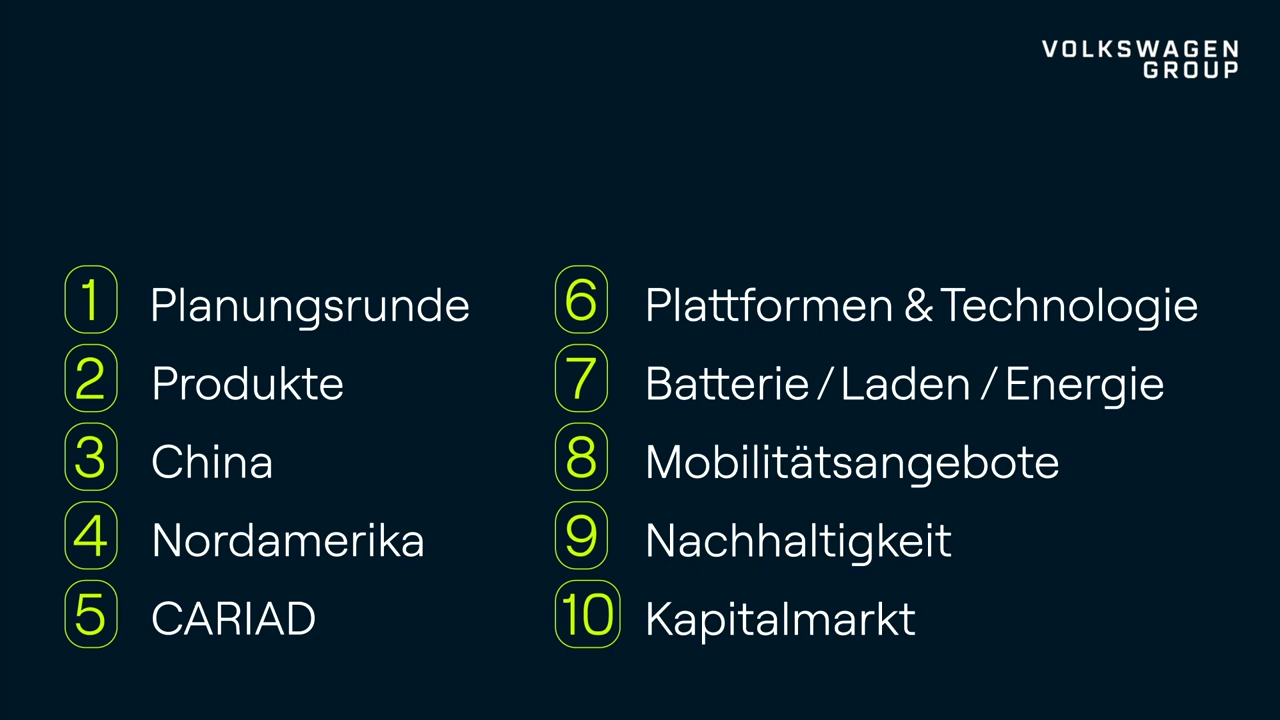 VOLKSWAGEN
GROUP
1 Planungsrunde
2 Produkte
3 China
4 Nordamerika
5 CARIAD
6 Plattformen & Technologie
7 Batterie / Laden / Energie
8 Mobilitätsangebote
9 Nachhaltigkeit
10 Kapitalmarkt